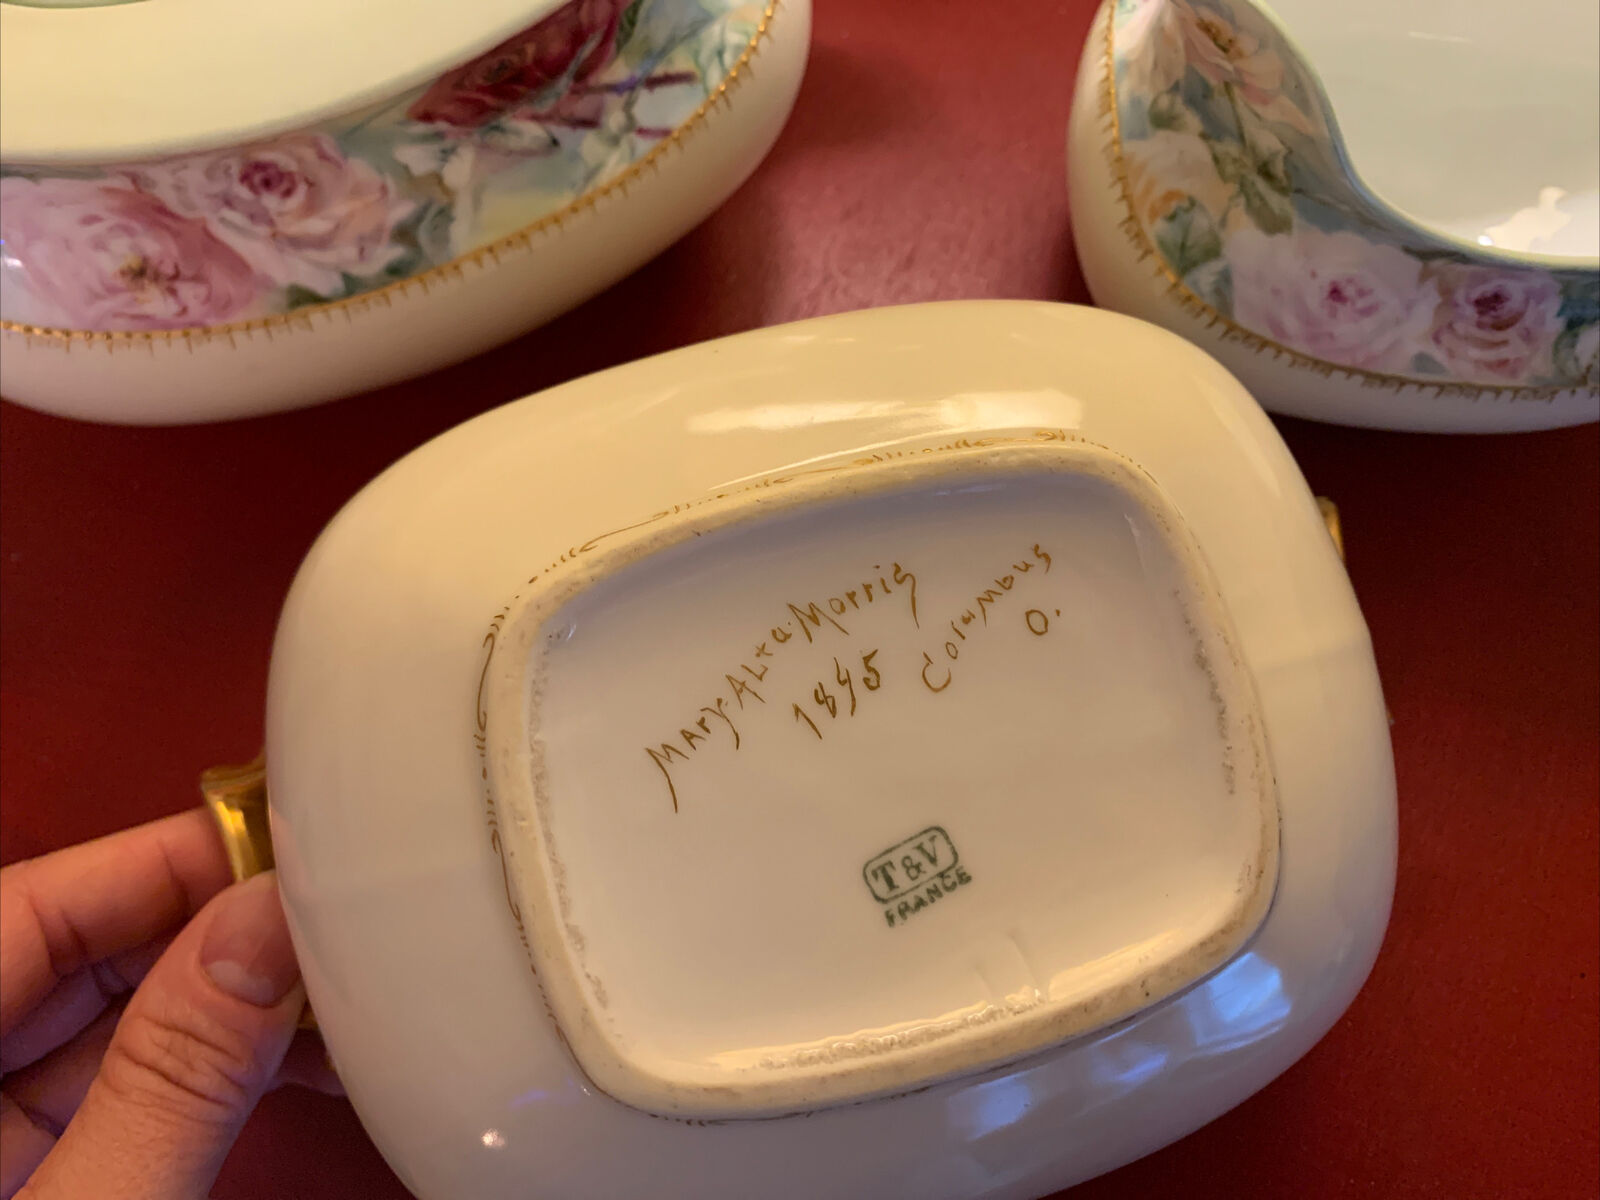 Mary Alta Morris
1895 Columbus
O.
T&V
FRANCE